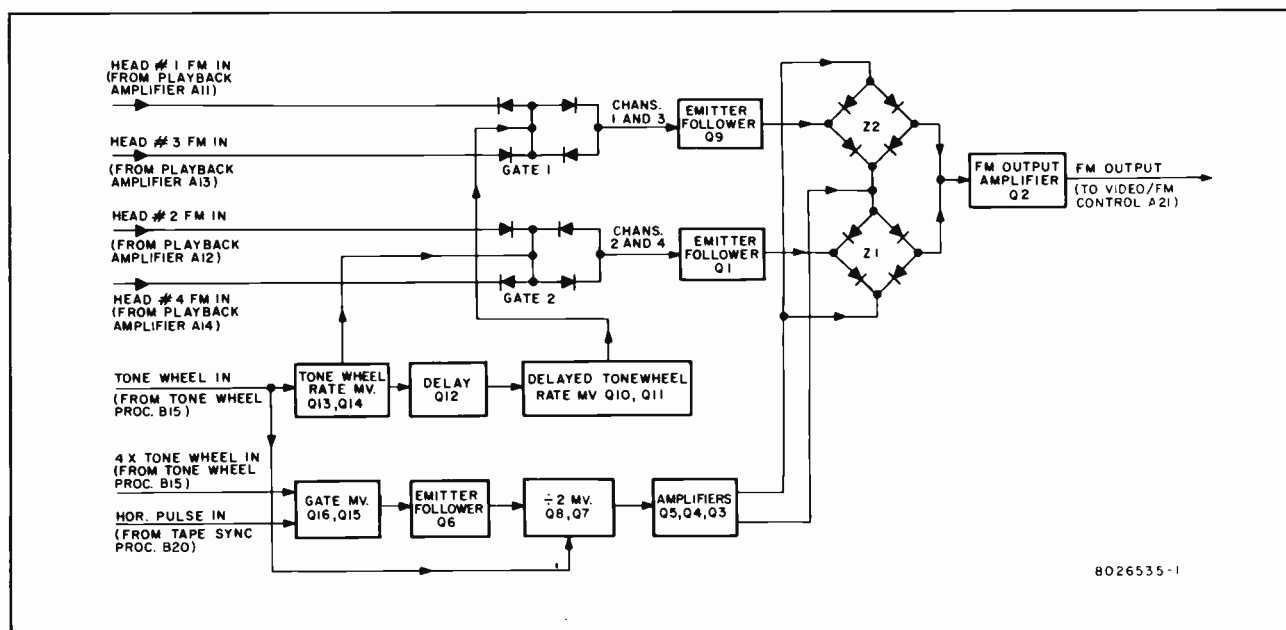 HEAD # 1 FM IN
(FROM PLAYBACK
AMPLIFIER A11)
HEAD # 3 FM IN
(FROM PLAYBACK
AMPLIFIER A13)
GATE 1
CHANS.
1 AND 3
EMITTER
FOLLOWER
Q9
Z2
HEAD # 2 FM IN
(FROM PLAYBACK
AMPLIFIER A12)
HEAD # 4 FM IN
(FROM PLAYBACK
AMPLIFIER A14)
GATE 2
CHANS.
2 AND 4
EMITTER
FOLLOWER
Q1
Z1
FM OUTPUT
AMPLIFIER
Q2
FM OUTPUT
(TO VIDEO/FM
CONTROL A21)
TONE WHEEL IN
(FROM TONE WHEEL
PROC. B15)
TONE WHEEL
RATE MV.
Q13,Q14
DELAY
Q12
DELAYED TONEWHEEL
RATE MV Q10, Q11
4 X TONE WHEEL IN
(FROM TONE WHEEL
PROC. B15)
HOR. PULSE IN
(FROM TAPE SYNC
PROC. B20)
GATE MV.
Q16,Q15
EMITTER
FOLLOWER
Q6
÷2 MV.
Q8,Q7
AMPLIFIERS
Q5,Q4,Q3
8026535-1